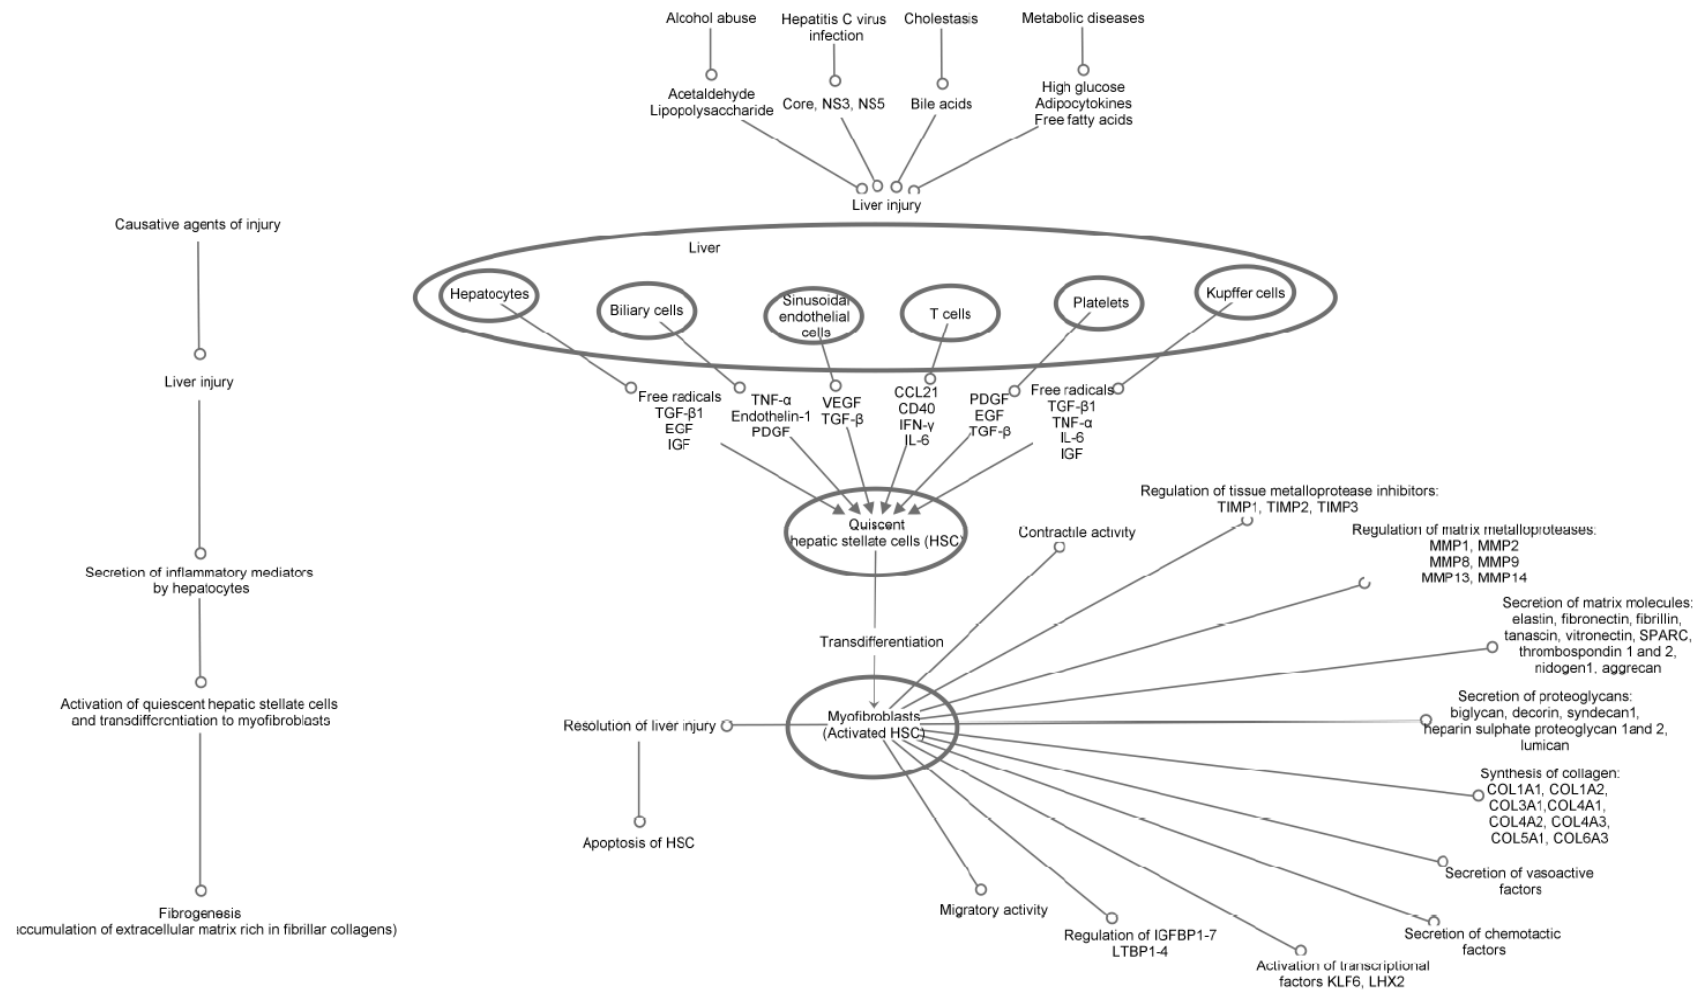 Alcohol abuse
Hepatitis C virus
infection
Cholestasis
Metabolic diseases
Acetaldehyde
Lipopolysaccharide
Core, NS3, NS5
Bile acids
High glucose
Adipocytokines
Free fatty acids
Liver injury
Causative agents of injury
Liver injury
Secretion of inflammatory mediators
by hepatocytes
Activation of quiescent hepatic stellate cells
and transdifferentiation to myofibroblasts
Fibrogenesis
accumulation of extracellular matrix rich in fibrillar collagens)
Liver
Hepatocytes
Biliary cells
Sinusoidal
endothelial
cells
T cells
Platelets
Kupffer cells
Free radicals
TGF-β1
EGF
IGF
TNF-α
Endothelin-1
PDGF
VEGF
TGF-β
CCL21
CD40
IFN-γ
IL-6
PDGF
EGF
TGF-β
Free radicals
TGF-β1
TNF-α
IL-6
IGF
Quiscent
hepatic stellate cells (HSC)
Transdifferentiation
Myofibroblasts
(Activated HSC)
Resolution of liver injury
Apoptosis of HSC
Contractile activity
Regulation of tissue metalloprotease inhibitors:
TIMP1, TIMP2, TIMP3
Regulation of matrix metalloproteases:
MMP1, MMP2
MMP8, MMP9
MMP13, MMP14
Secretion of matrix molecules:
elastin, fibronectin, fibrillin,
tanascin, vitronectin, SPARC,
thrombospondin 1 and 2,
nidogen1, aggrecan
Secretion of proteoglycans:
biglycan, decorin, syndecan1,
heparin sulphate proteoglycan 1and 2,
lumican
Synthesis of collagen:
COL1A1, COL1A2,
COL3A1,COL4A1,
COL4A2, COL4A3,
COL5A1, COL6A3
Secretion of vasoactive
factors
Secretion of chemotactic
factors
Activation of transcriptional
factors KLF6, LHX2
Regulation of IGFBP1-7
LTBP1-4
Migratory activity